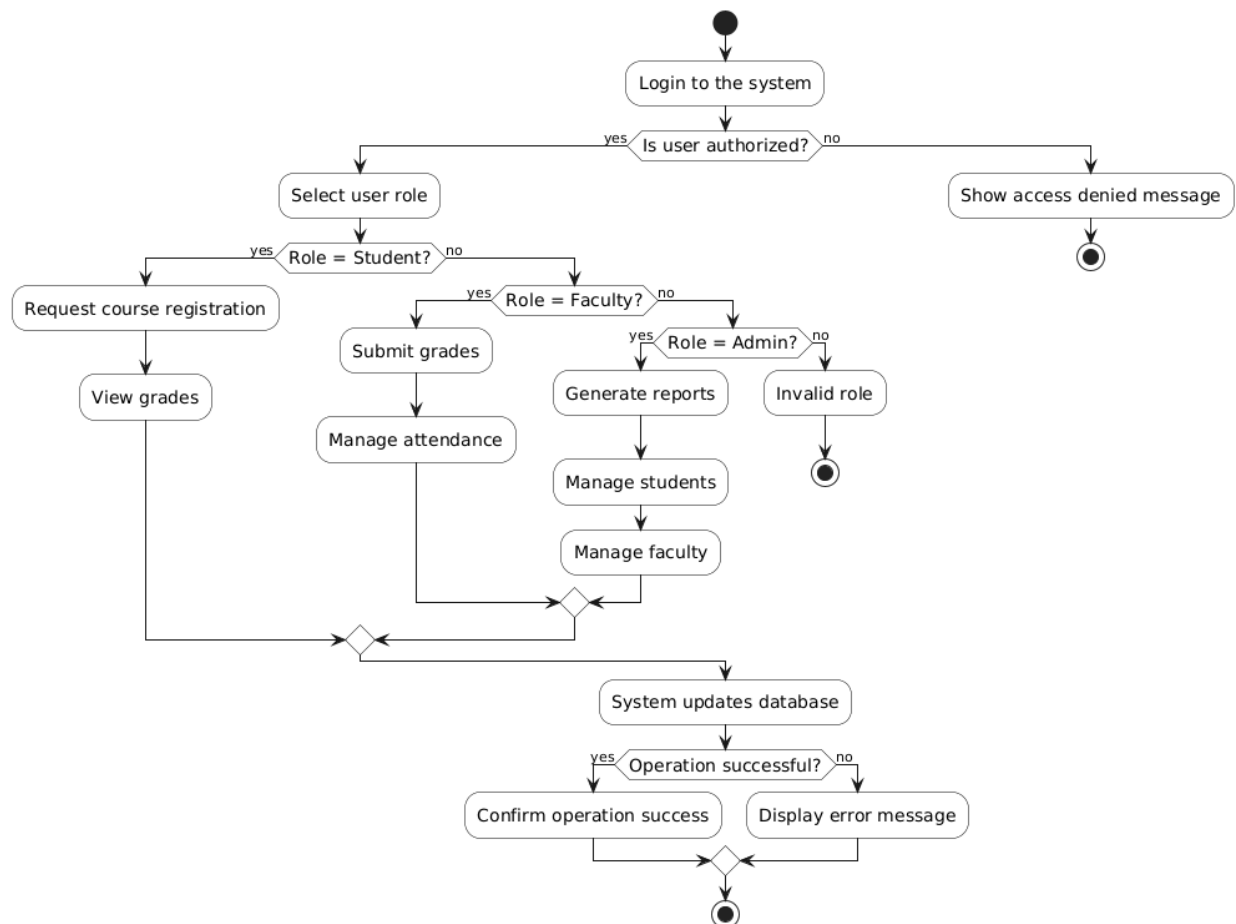 Login to the system
yes
Is user authorized?
no
Select user role
Show access denied message
yes
Role = Student?
no
Request course registration
yes
Role = Faculty?
no
View grades
Submit grades
yes
Role = Admin?
no
Manage attendance
Generate reports
Invalid role
Manage students
Manage faculty
System updates database
yes
Operation successful?
no
Confirm operation success
Display error message